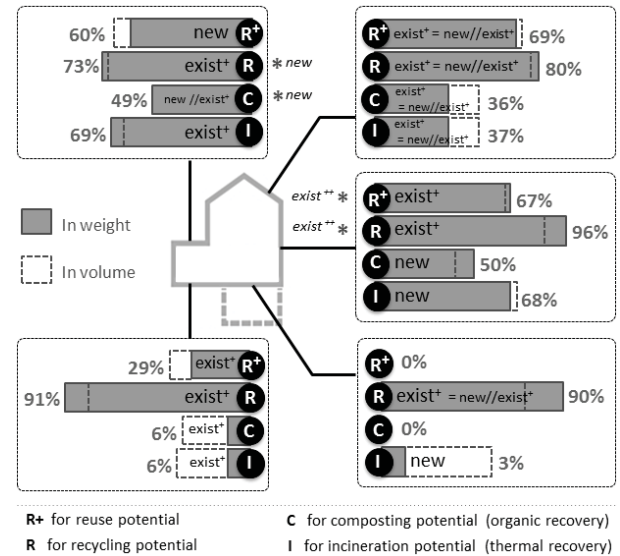 60% new R+
73% exist+ R *new
49% new //exist+ C *new
69% exist+ I
R+ exist+ = new//exist+ 69%
R exist+ = new//exist+ 80%
C exist+ = new//exist+ 36%
I exist+ = new//exist+ 37%
In weight
In volume
exist++ * R+ exist+ 67%
exist++ * R exist+ 96%
C new 50%
I new 68%
29% exist+ R+
91% exist+ R
6% exist+ C
6% exist+ I
R+ 0%
R exist+ = new//exist+ 90%
C 0%
I new 3%
R+ for reuse potential
R for recycling potential
C for composting potential (organic recovery)
I for incineration potential (thermal recovery)